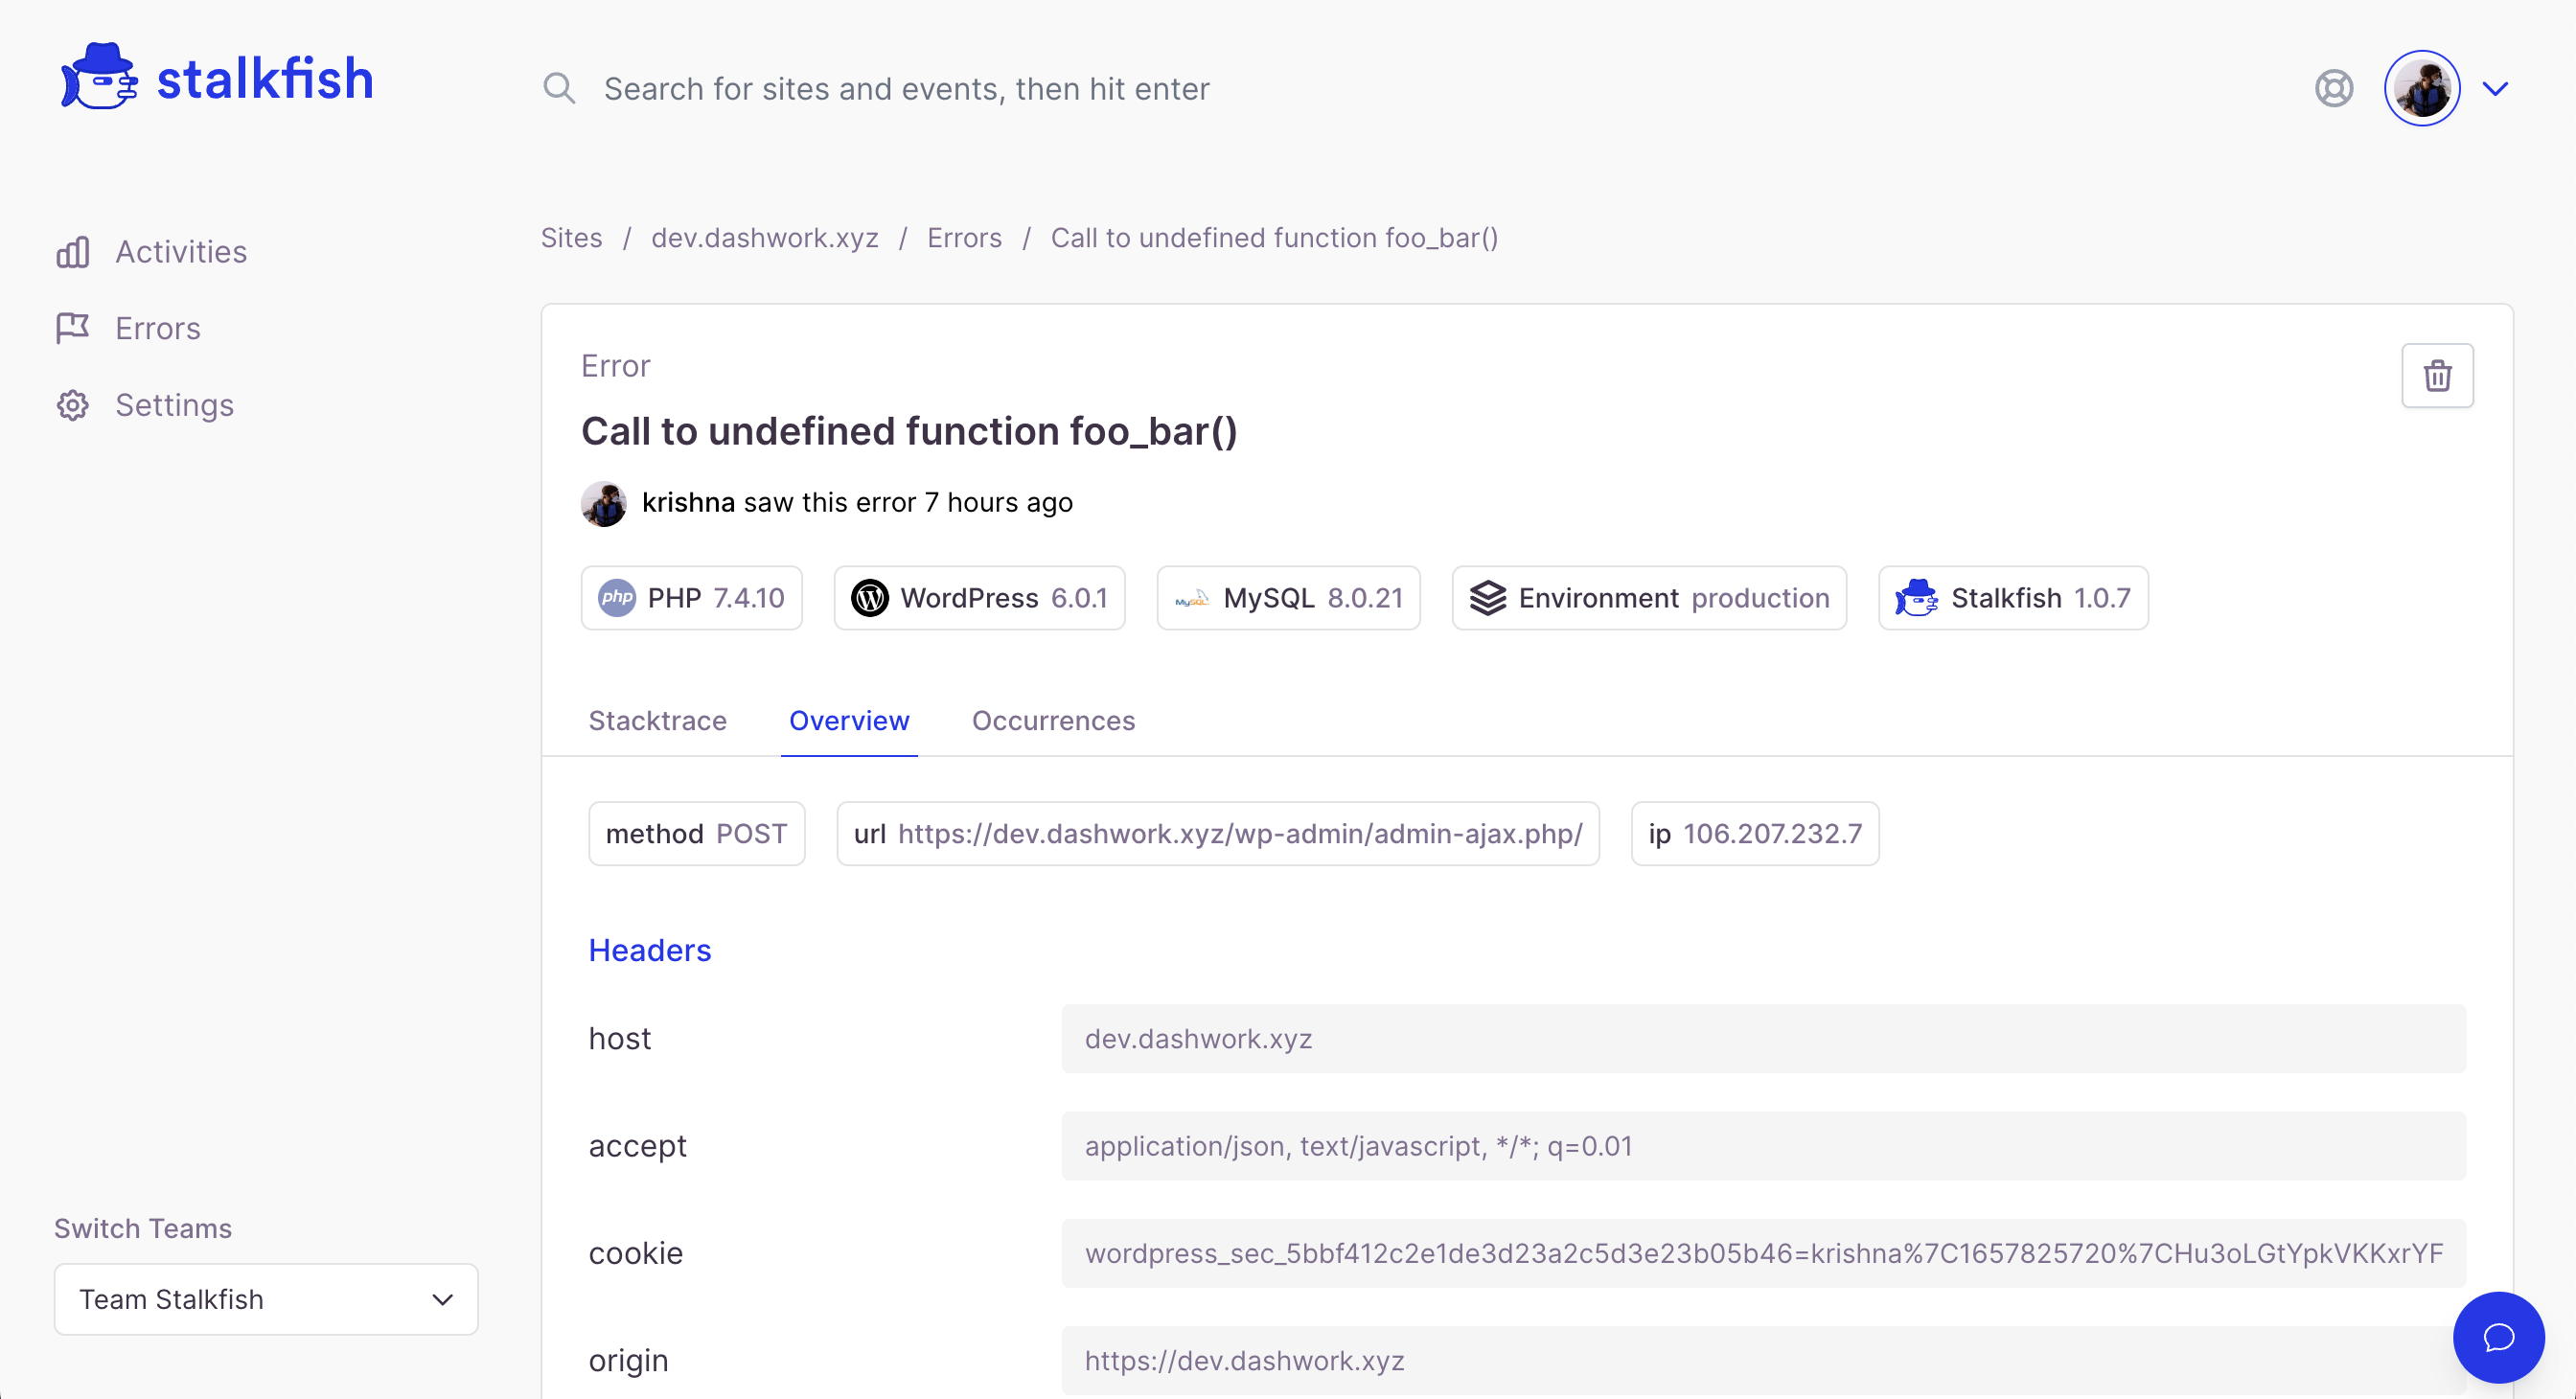 stalkfish
Search for sites and events, then hit enter
Activities
Errors
Settings
Sites / dev.dashwork.xyz / Errors / Call to undefined function foo_bar()
Error
Call to undefined function foo_bar()
krishna saw this error 7 hours ago
php PHP 7.4.10 WordPress 6.0.1 MySQL MySQL 8.0.21 Environment production Stalkfish 1.0.7
Stacktrace Overview Occurrences
method POST url https://dev.dashwork.xyz/wp-admin/admin-ajax.php/ ip 106.207.232.7
Headers
host dev.dashwork.xyz
accept application/json, text/javascript, */*; q=0.01
cookie wordpress_sec_5bbf412c2e1de3d23a2c5d3e23b05b46=krishna%7C1657825720%7CHu3oLGtYpkVKKxrYF
origin https://dev.dashwork.xyz
Switch Teams
Team Stalkfish